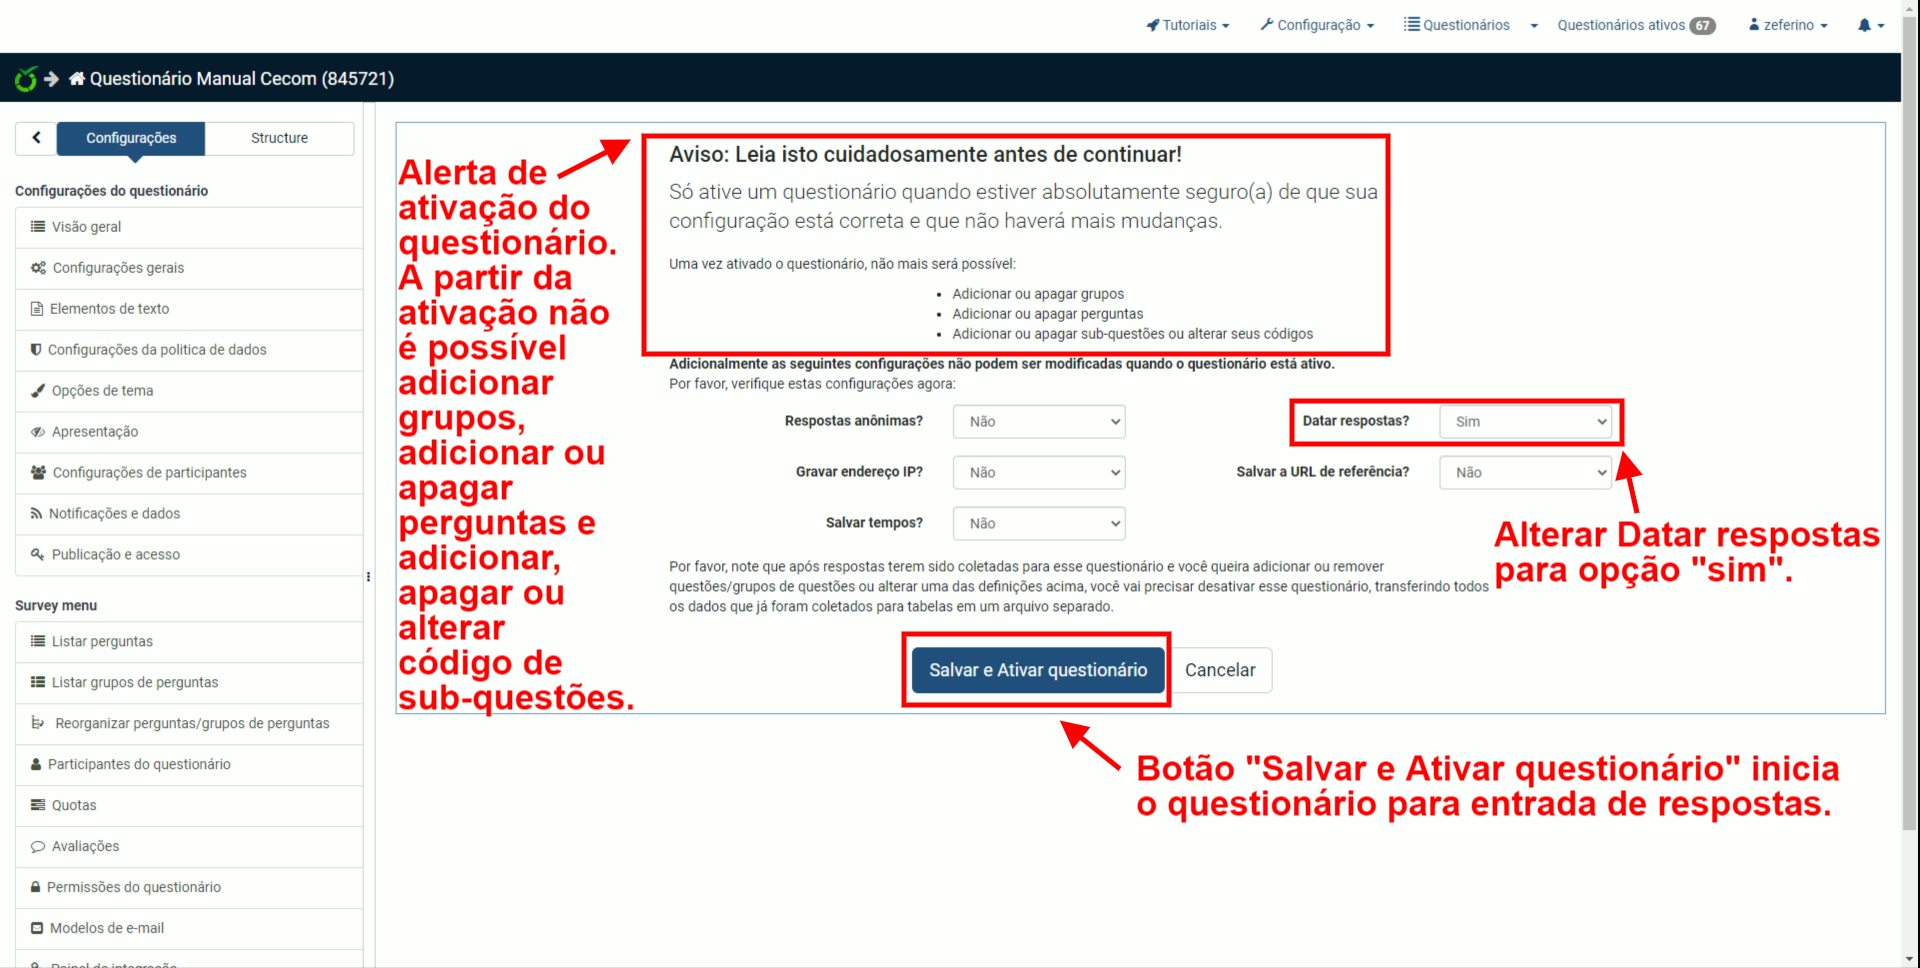 Tutoriais
Configuração
Questionários
Questionários ativos 67
zeferino
Questionário Manual Cecom (845721)
Configurações
Structure
Configurações do questionário
Visão geral
Configurações gerais
Elementos de texto
Configurações da politica de dados
Opções de tema
Apresentação
Configurações de participantes
Notificações e dados
Publicação e acesso
Survey menu
Listar perguntas
Listar grupos de perguntas
Reorganizar perguntas/grupos de perguntas
Participantes do questionário
Quotas
Avaliações
Permissões do questionário
Modelos de e-mail
Painel de integração
Alerta de
ativação do
questionário.
A partir da
ativação não
é possível
adicionar
grupos,
adicionar ou
apagar
perguntas e
adicionar,
apagar ou
alterar
código de
sub-questões.
Aviso: Leia isto cuidadosamente antes de continuar!
Só ative um questionário quando estiver absolutamente seguro(a) de que sua
configuração está correta e que não haverá mais mudanças.
Uma vez ativado o questionário, não mais será possível:
• Adicionar ou apagar grupos
• Adicionar ou apagar perguntas
• Adicionar ou apagar sub-questões ou alterar seus códigos
Adicionalmente as seguintes configurações não podem ser modificadas quando o questionário está ativo.
Por favor, verifique estas configurações agora:
Respostas anônimas? Não
Datar respostas? Sim
Gravar endereço IP? Não
Salvar a URL de referência? Não
Salvar tempos? Não
Alterar Datar respostas
para opção "sim".
Por favor, note que após respostas terem sido coletadas para esse questionário e você queira adicionar ou remover
questões/grupos de questões ou alterar uma das definições acima, você vai precisar desativar esse questionário, transferindo todos
os dados que já foram coletados para tabelas em um arquivo separado.
Salvar e Ativar questionário
Cancelar
Botão "Salvar e Ativar questionário" inicia
o questionário para entrada de respostas.